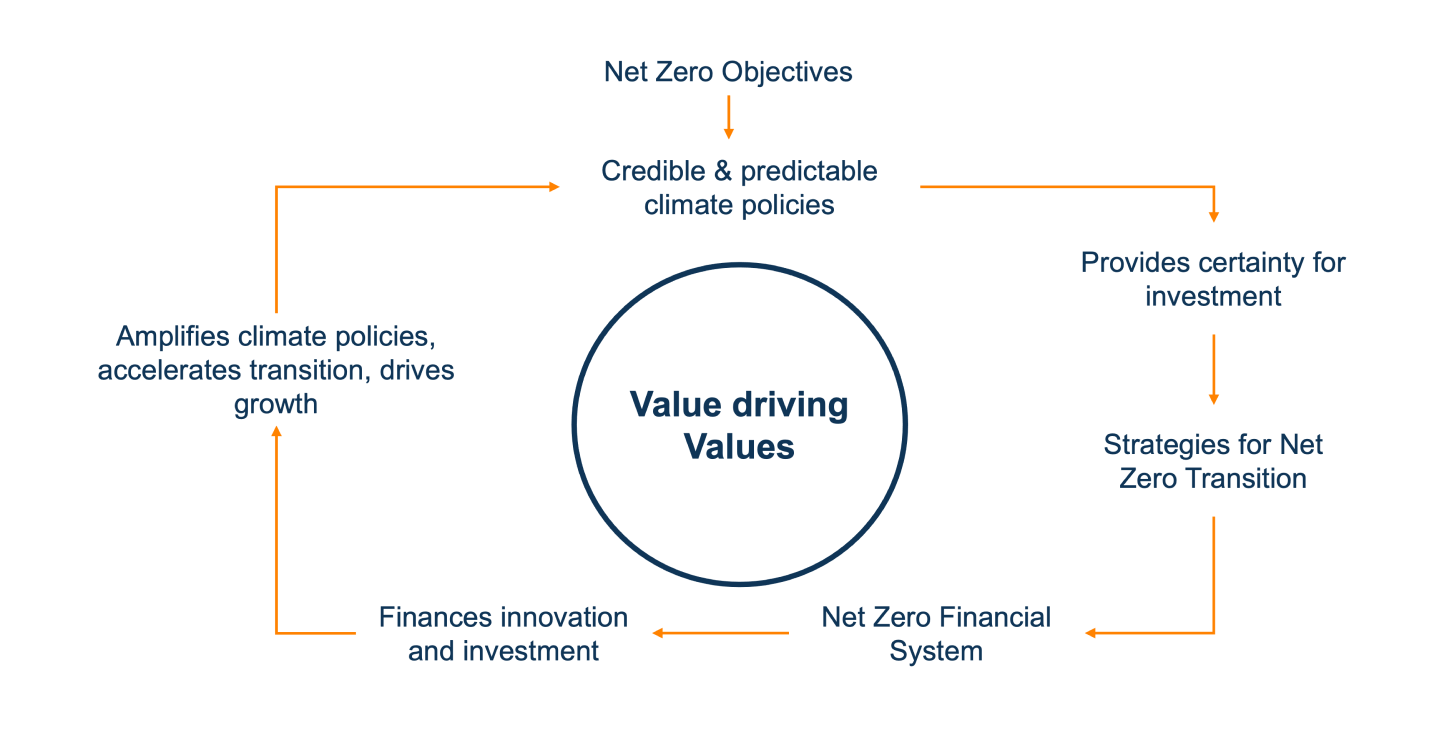 Net Zero Objectives
Credible & predictable
climate policies
Provides certainty for
investment
Strategies for Net
Zero Transition
Net Zero Financial
System
Finances innovation
and investment
Amplifies climate policies,
accelerates transition, drives
growth
Value driving
Values